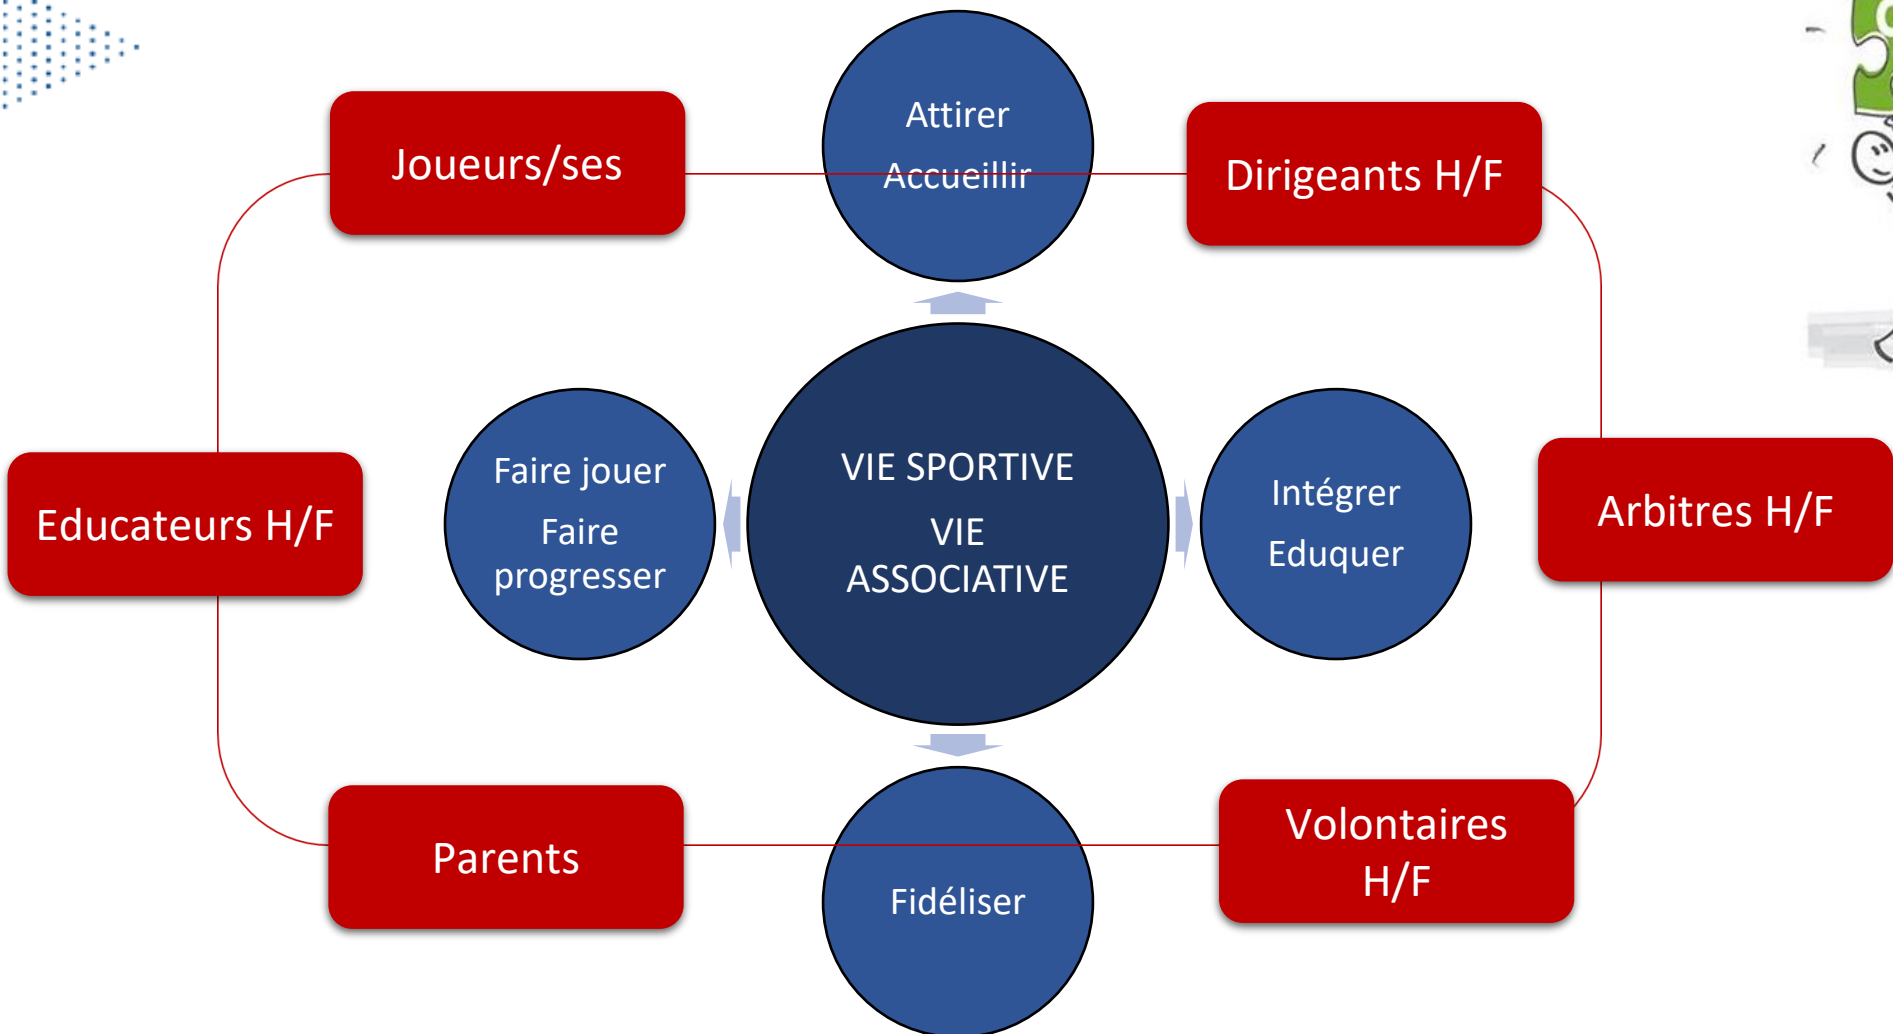 Attirer
Accueillir
Joueurs/ses
Dirigeants H/F
VIE SPORTIVE
VIE
ASSOCIATIVE
Faire jouer
Faire
progresser
Intégrer
Eduquer
Educateurs H/F
Arbitres H/F
Parents
Volontaires
H/F
Fidéliser